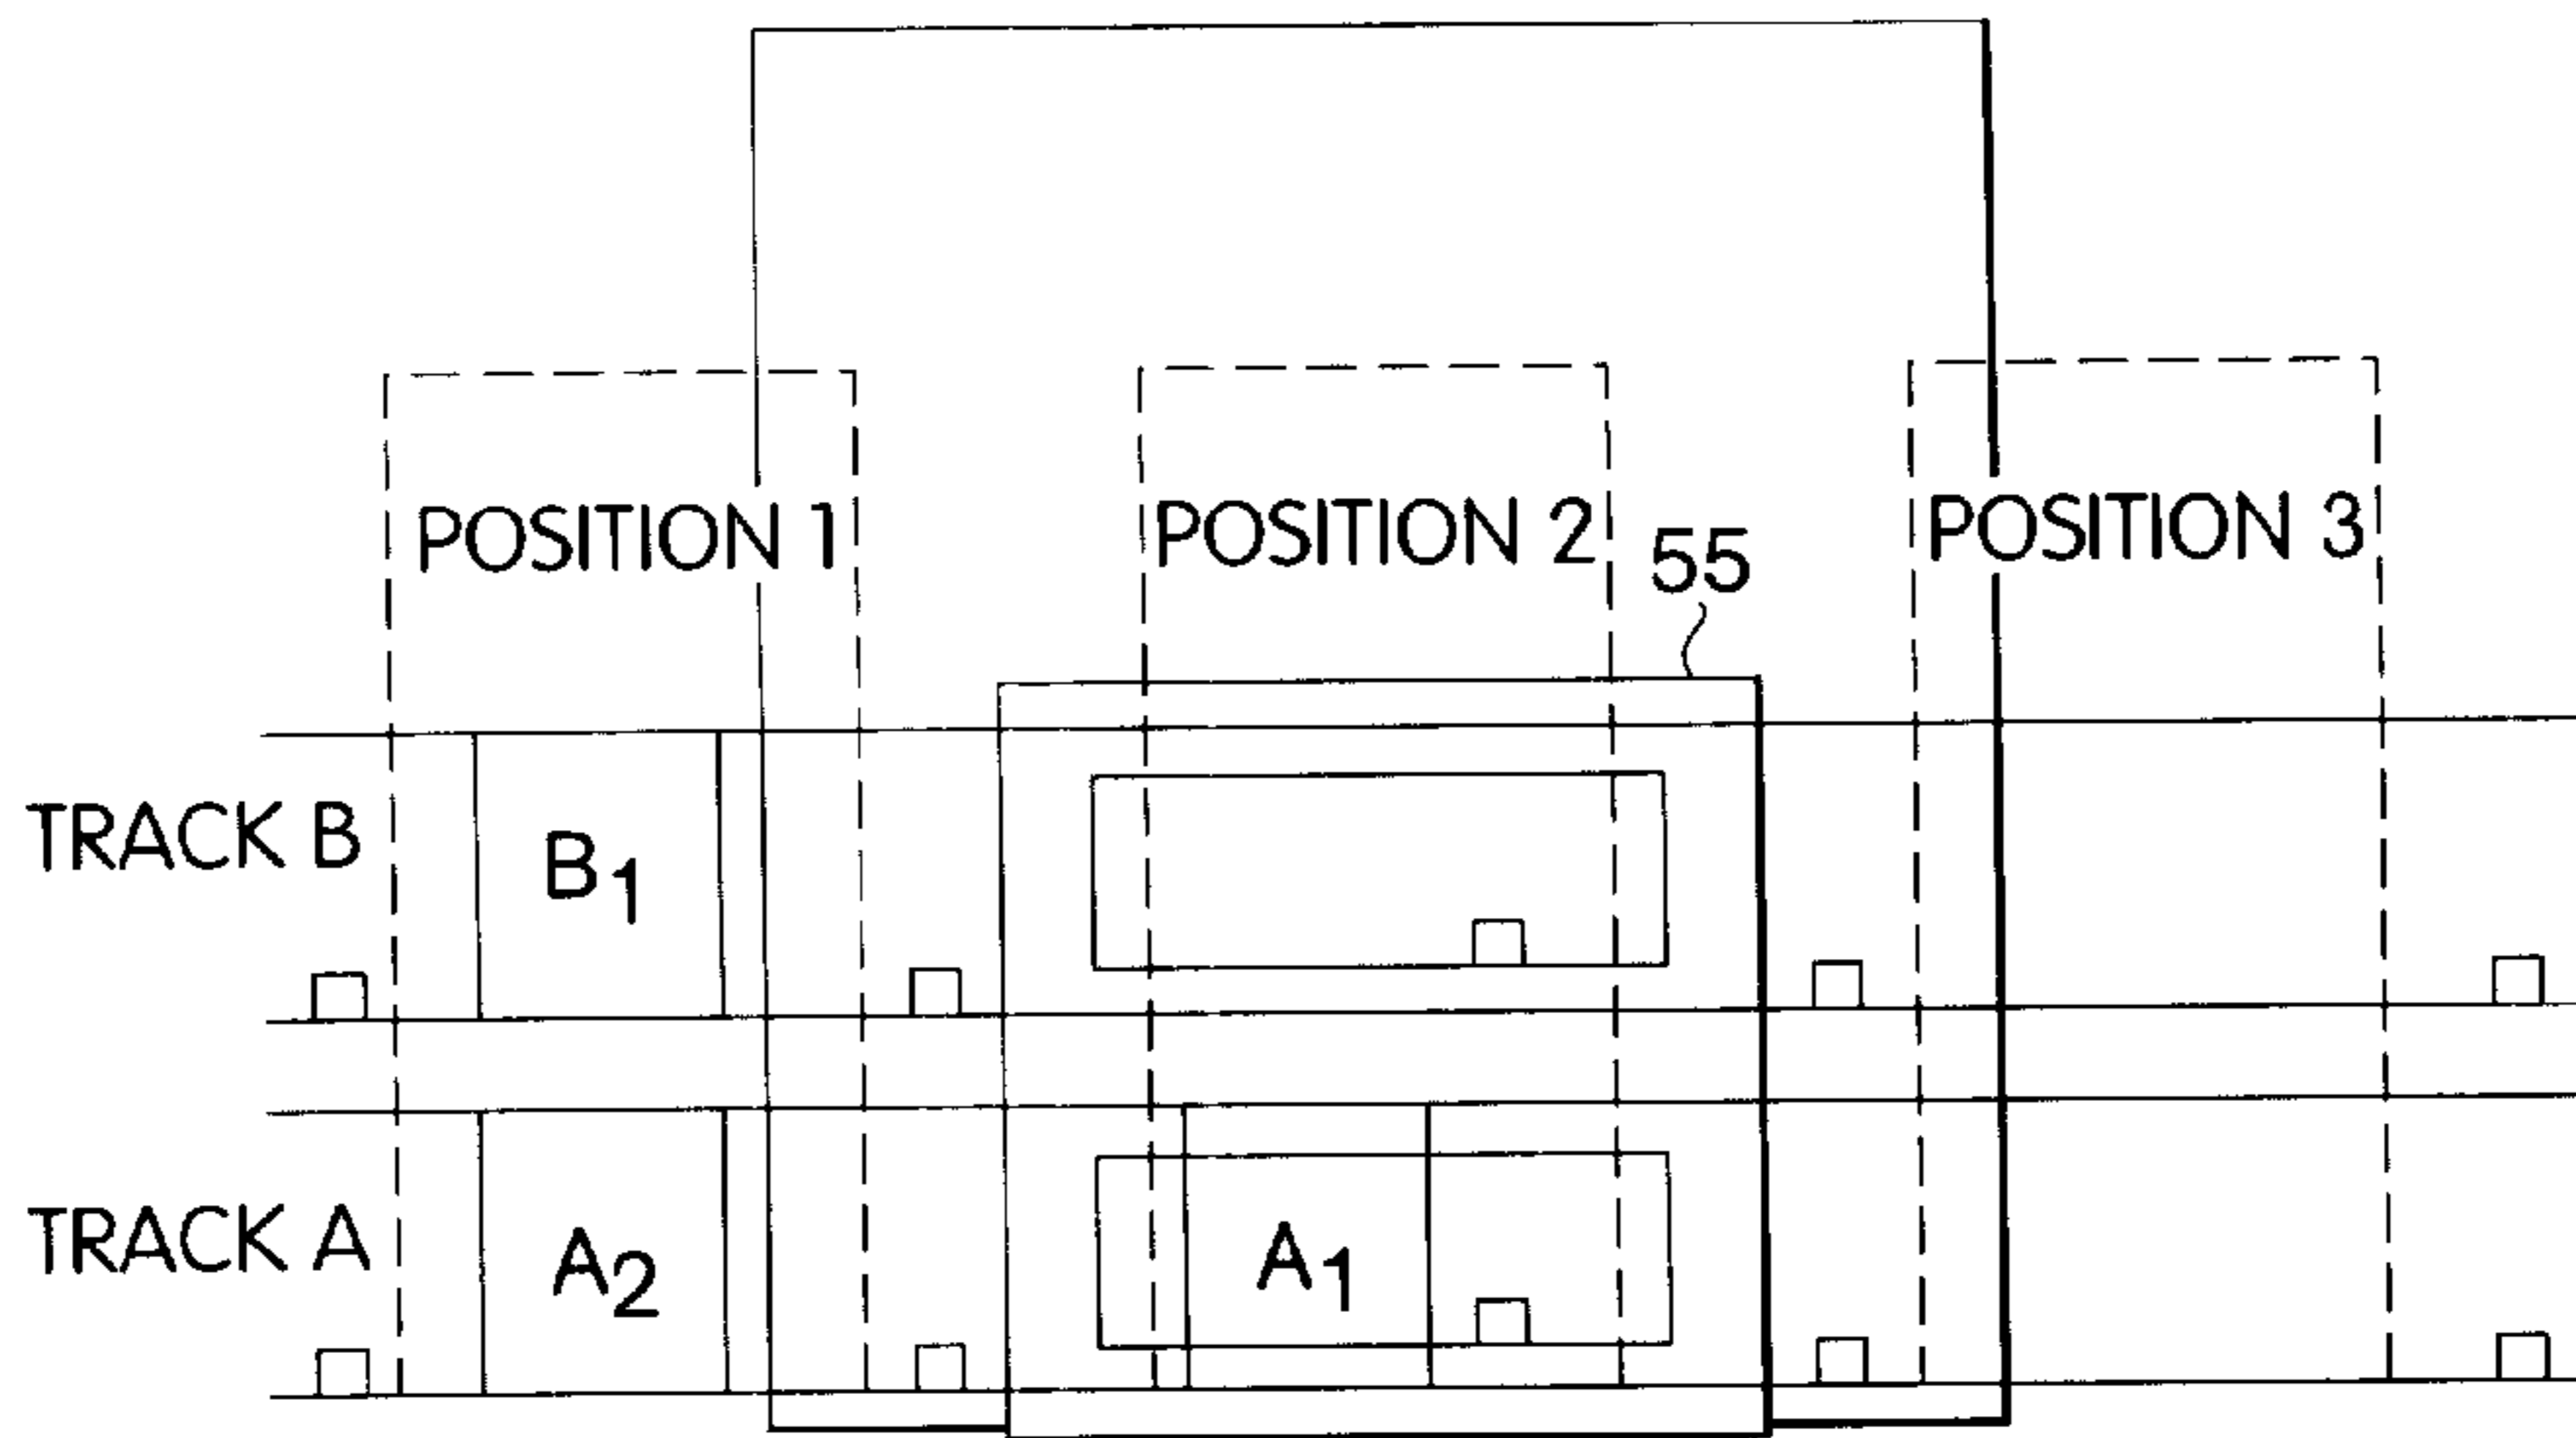 POSITION 1
POSITION 2
55
POSITION 3
TRACK B
B1
TRACK A
A2
A1